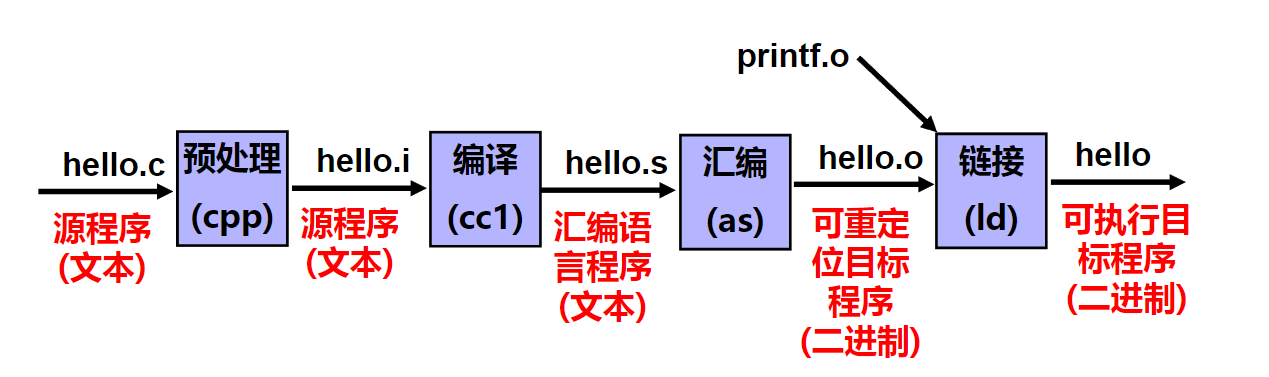 printf.o
hello.c
预处理
(cpp)
hello.i
编译
(cc1)
hello.s
汇编
(as)
hello.o
链接
(ld)
hello
源程序
(文本)
源程序
(文本)
汇编语
言程序
(文本)
可重定
位目标
程序
(二进制)
可执行目
标程序
(二进制)